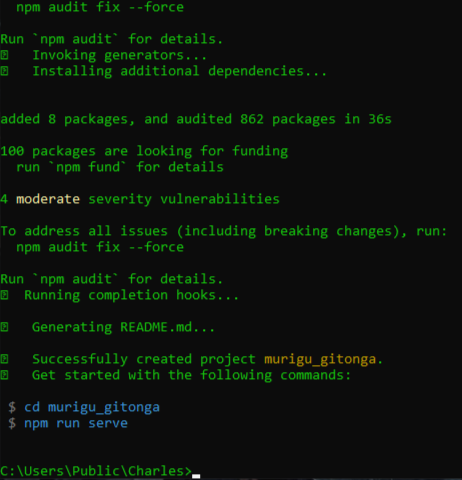 npm audit fix --force
Run `npm audit` for details.
Invoking generators...
Installing additional dependencies...
added 8 packages, and audited 862 packages in 36s
100 packages are looking for funding
run `npm fund` for details
4 moderate severity vulnerabilities
To address all issues (including breaking changes), run:
npm audit fix --force
Run `npm audit` for details.
Running completion hooks...
Generating README.md...
Successfully created project murigu_gitonga.
Get started with the following commands:
$ cd murigu_gitonga
$ npm run serve
C:\Users\Public\Charles>